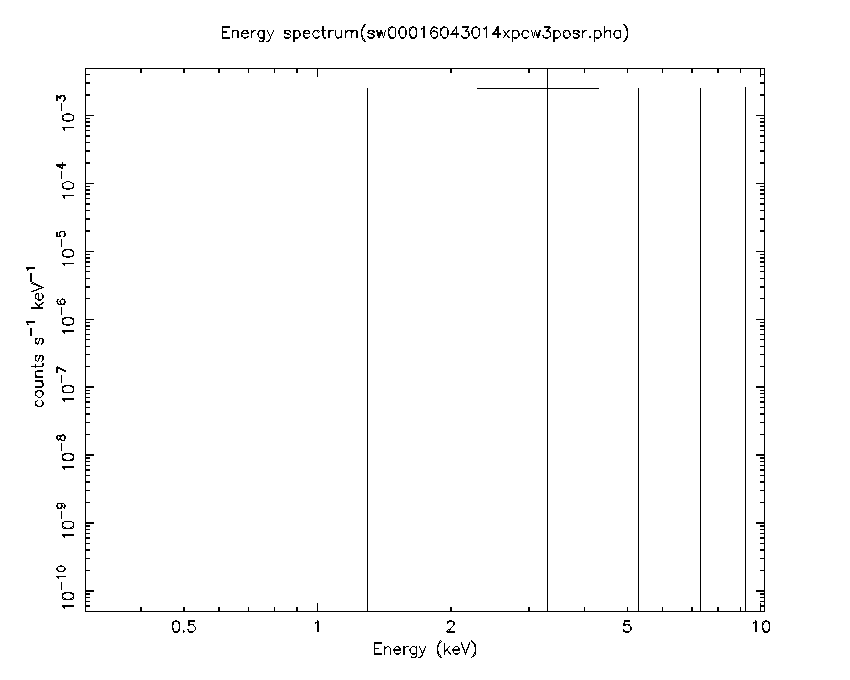 Energy spectrum(sw00016043014xpcw3posr.pha)
counts s⁻¹ keV⁻¹
10⁻³
10⁻⁴
10⁻⁵
10⁻⁶
10⁻⁷
10⁻⁸
10⁻⁹
10⁻¹⁰
0.5 1 2 5 10
Energy (keV)